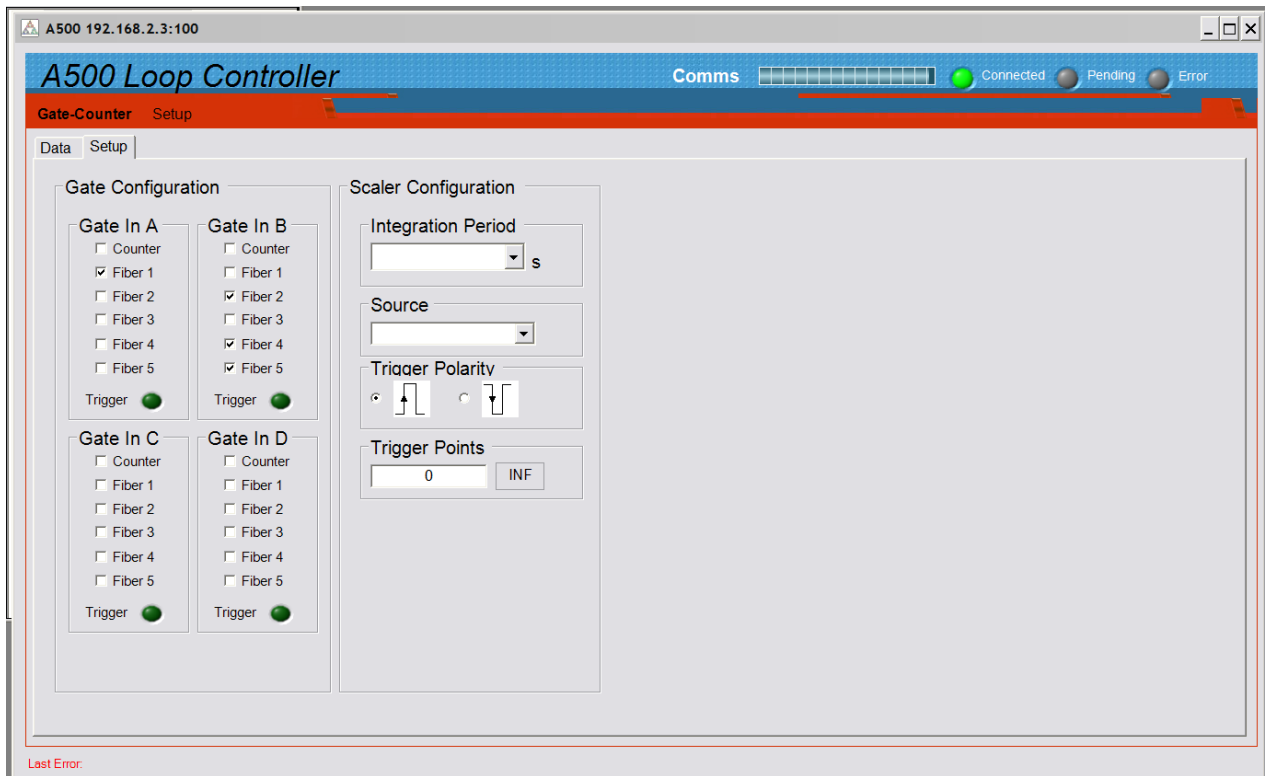 A500 192.168.2.3:100
A500 Loop Controller
Comms
Connected
Pending
Error
Gate-Counter Setup
Data Setup
Gate Configuration
Gate In A
Counter
Fiber 1
Fiber 2
Fiber 3
Fiber 4
Fiber 5
Trigger
Gate In B
Counter
Fiber 1
Fiber 2
Fiber 3
Fiber 4
Fiber 5
Trigger
Gate In C
Counter
Fiber 1
Fiber 2
Fiber 3
Fiber 4
Fiber 5
Trigger
Gate In D
Counter
Fiber 1
Fiber 2
Fiber 3
Fiber 4
Fiber 5
Trigger
Scaler Configuration
Integration Period
s
Source
Trigger Polarity
Trigger Points
0 INF
Last Error: